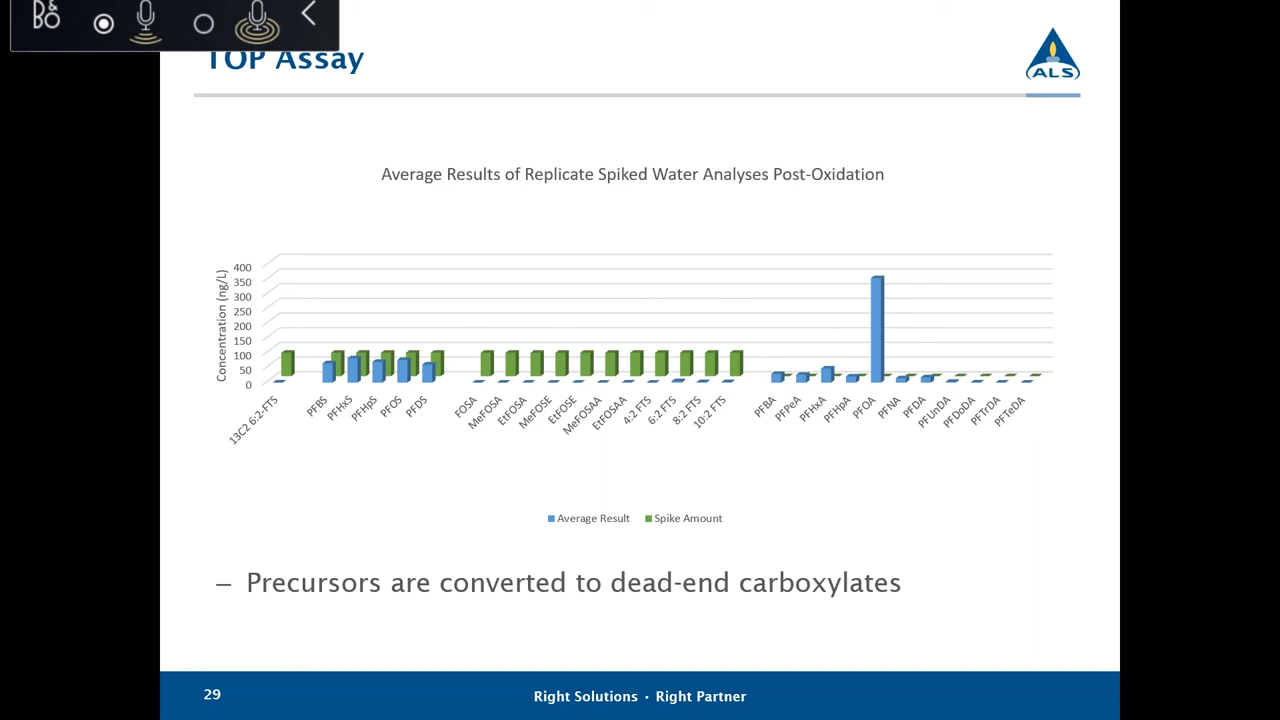 B&O
TOP Assay
ALS
Average Results of Replicate Spiked Water Analyses Post-Oxidation
Concentration (ng/L)
400
350
300
250
200
150
100
50
0
13C2 6:2-FTS
PFBS
PFHxS
PFHpS
PFOS
PFDS
FOSA
MeFOSA
EtFOSA
MeFOSE
EtFOSE
MeFOSAA
EtFOSAA
4:2 FTS
6:2 FTS
8:2 FTS
10:2 FTS
PFBA
PFPeA
PFHxA
PFHpA
PFOA
PFNA
PFDA
PFUnDA
PFDoDA
PFTrDA
PFTeDA
Average Result
Spike Amount
– Precursors are converted to dead-end carboxylates
29
Right Solutions · Right Partner